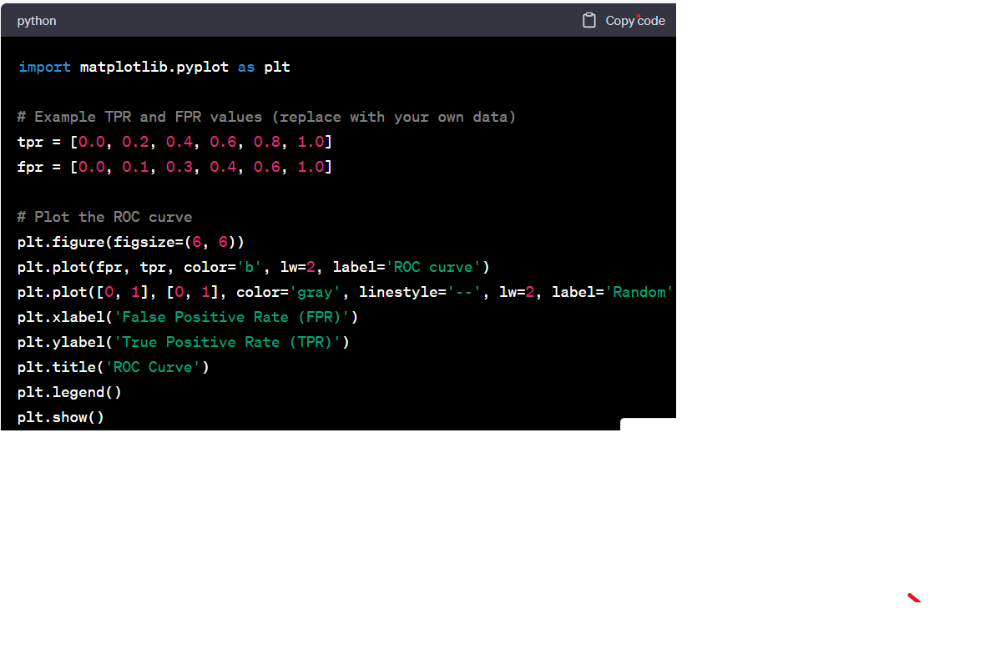 python
Copy code
import matplotlib.pyplot as plt
# Example TPR and FPR values (replace with your own data)
tpr = [0.0, 0.2, 0.4, 0.6, 0.8, 1.0]
fpr = [0.0, 0.1, 0.3, 0.4, 0.6, 1.0]
# Plot the ROC curve
plt.figure(figsize=(6, 6))
plt.plot(fpr, tpr, color='b', lw=2, label='ROC curve')
plt.plot([0, 1], [0, 1], color='gray', linestyle='--', lw=2, label='Random'
plt.xlabel('False Positive Rate (FPR)')
plt.ylabel('True Positive Rate (TPR)')
plt.title('ROC Curve')
plt.legend()
plt.show()